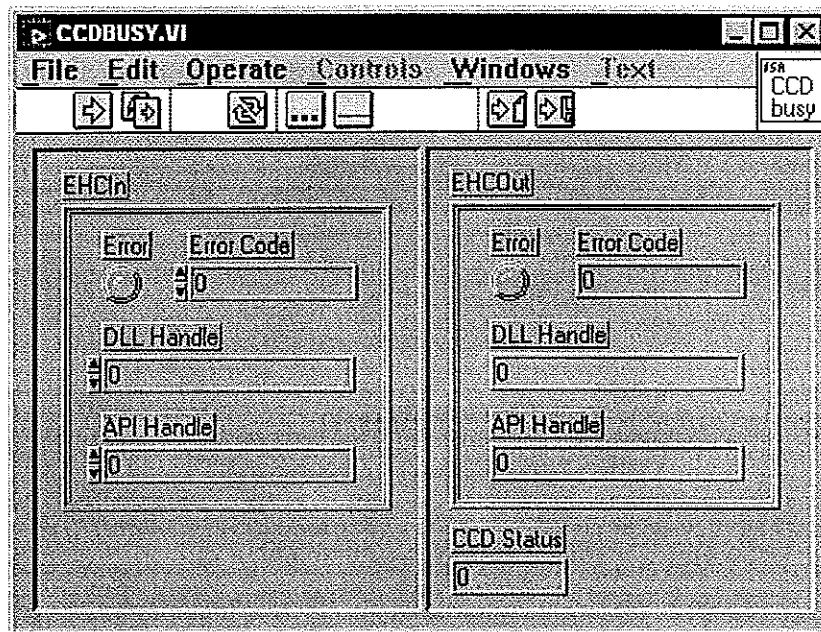 CCDBUSY.VI
File Edit Operate Controls Windows Text
ISA
CCD
busy
EHCIn
Error Error Code
0
DLL Handle
0
API Handle
0
EHCOut
Error Error Code
0
DLL Handle
0
API Handle
0
CCD Status
0